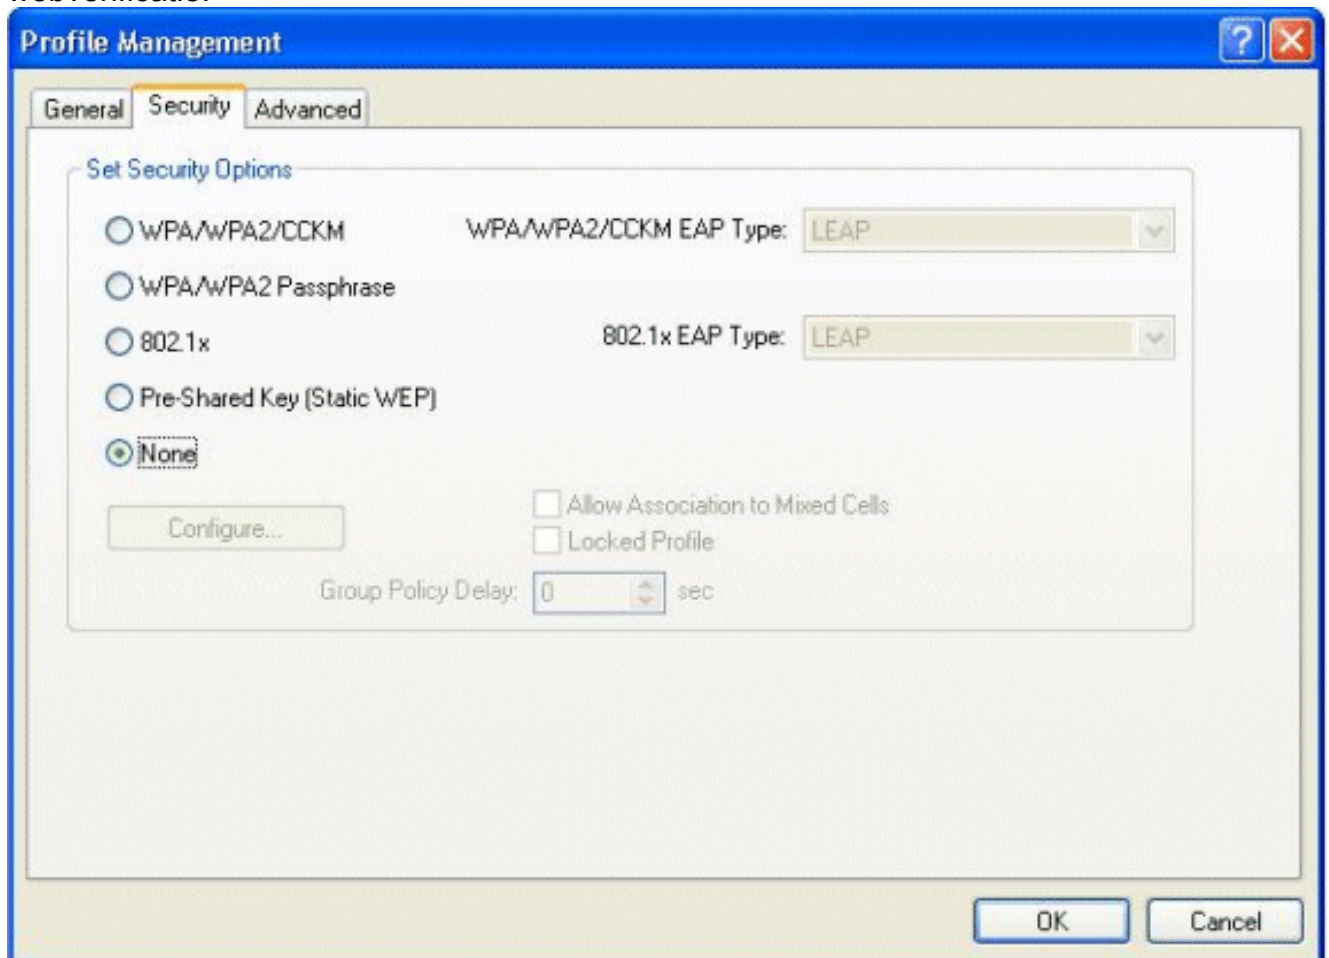 Profile Management
General Security Advanced
Set Security Options
WPA/WPA2/CCKM WPA/WPA2/CCKM EAP Type: LEAP
WPA/WPA2 Passphrase
802.1x 802.1x EAP Type: LEAP
Pre-Shared Key (Static WEP)
None
Configure... Allow Association to Mixed Cells
Locked Profile
Group Policy Delay: 0 sec
OK Cancel